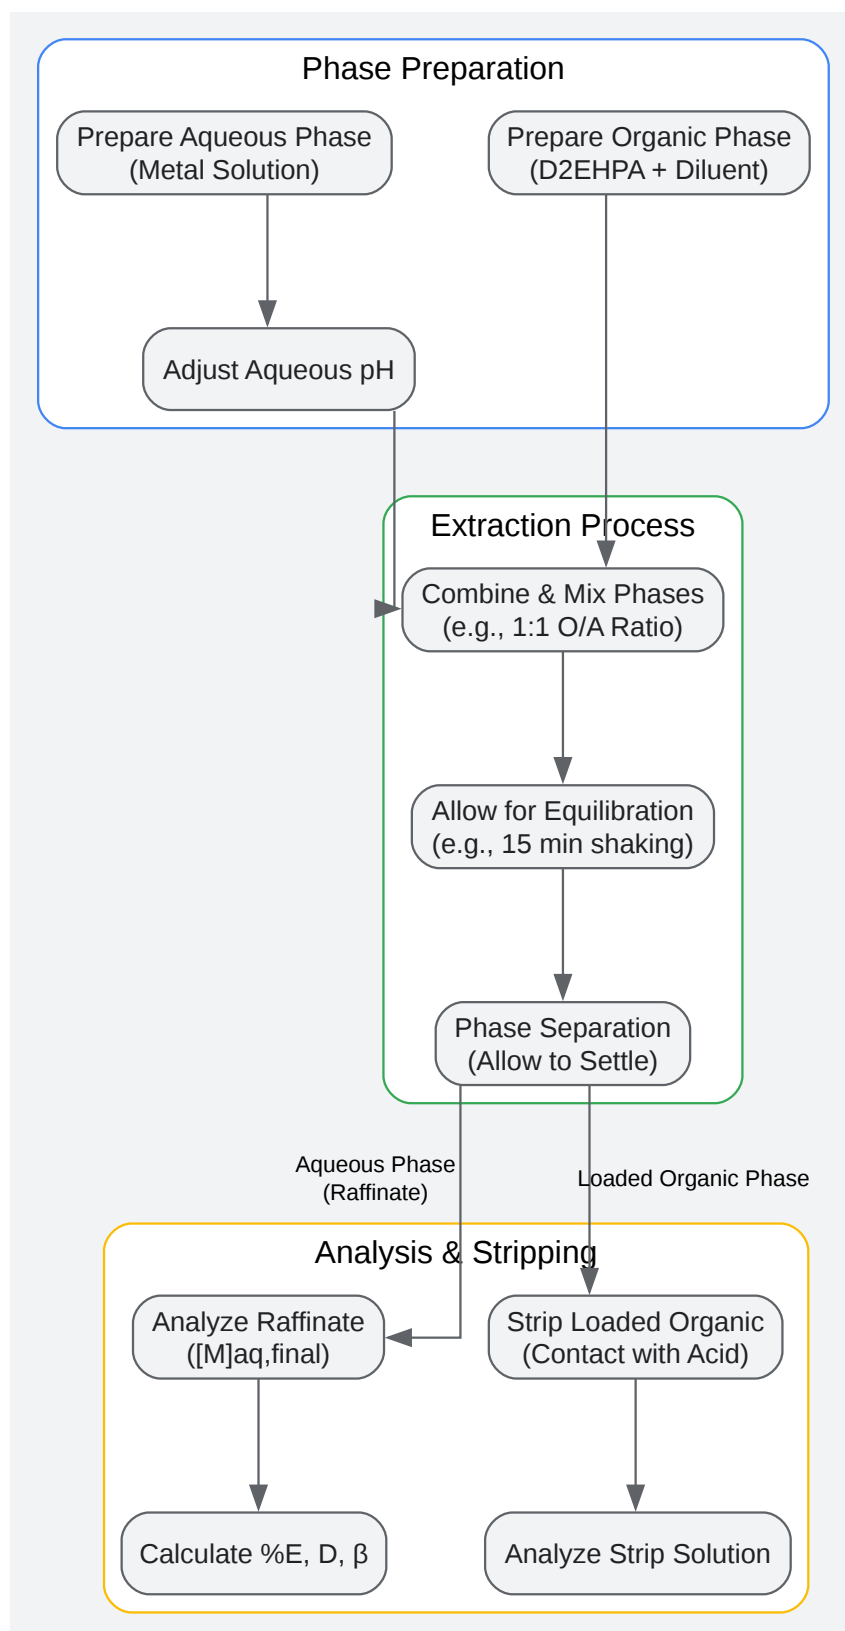 Phase Preparation
Prepare Aqueous Phase
(Metal Solution)
Prepare Organic Phase
(D2EHPA + Diluent)
Adjust Aqueous pH
Extraction Process
Combine & Mix Phases
(e.g., 1:1 O/A Ratio)
Allow for Equilibration
(e.g., 15 min shaking)
Phase Separation
(Allow to Settle)
Aqueous Phase
(Raffinate)
Loaded Organic Phase
Analysis & Stripping
Analyze Raffinate
([M]aq,final)
Strip Loaded Organic
(Contact with Acid)
Calculate %E, D, β
Analyze Strip Solution